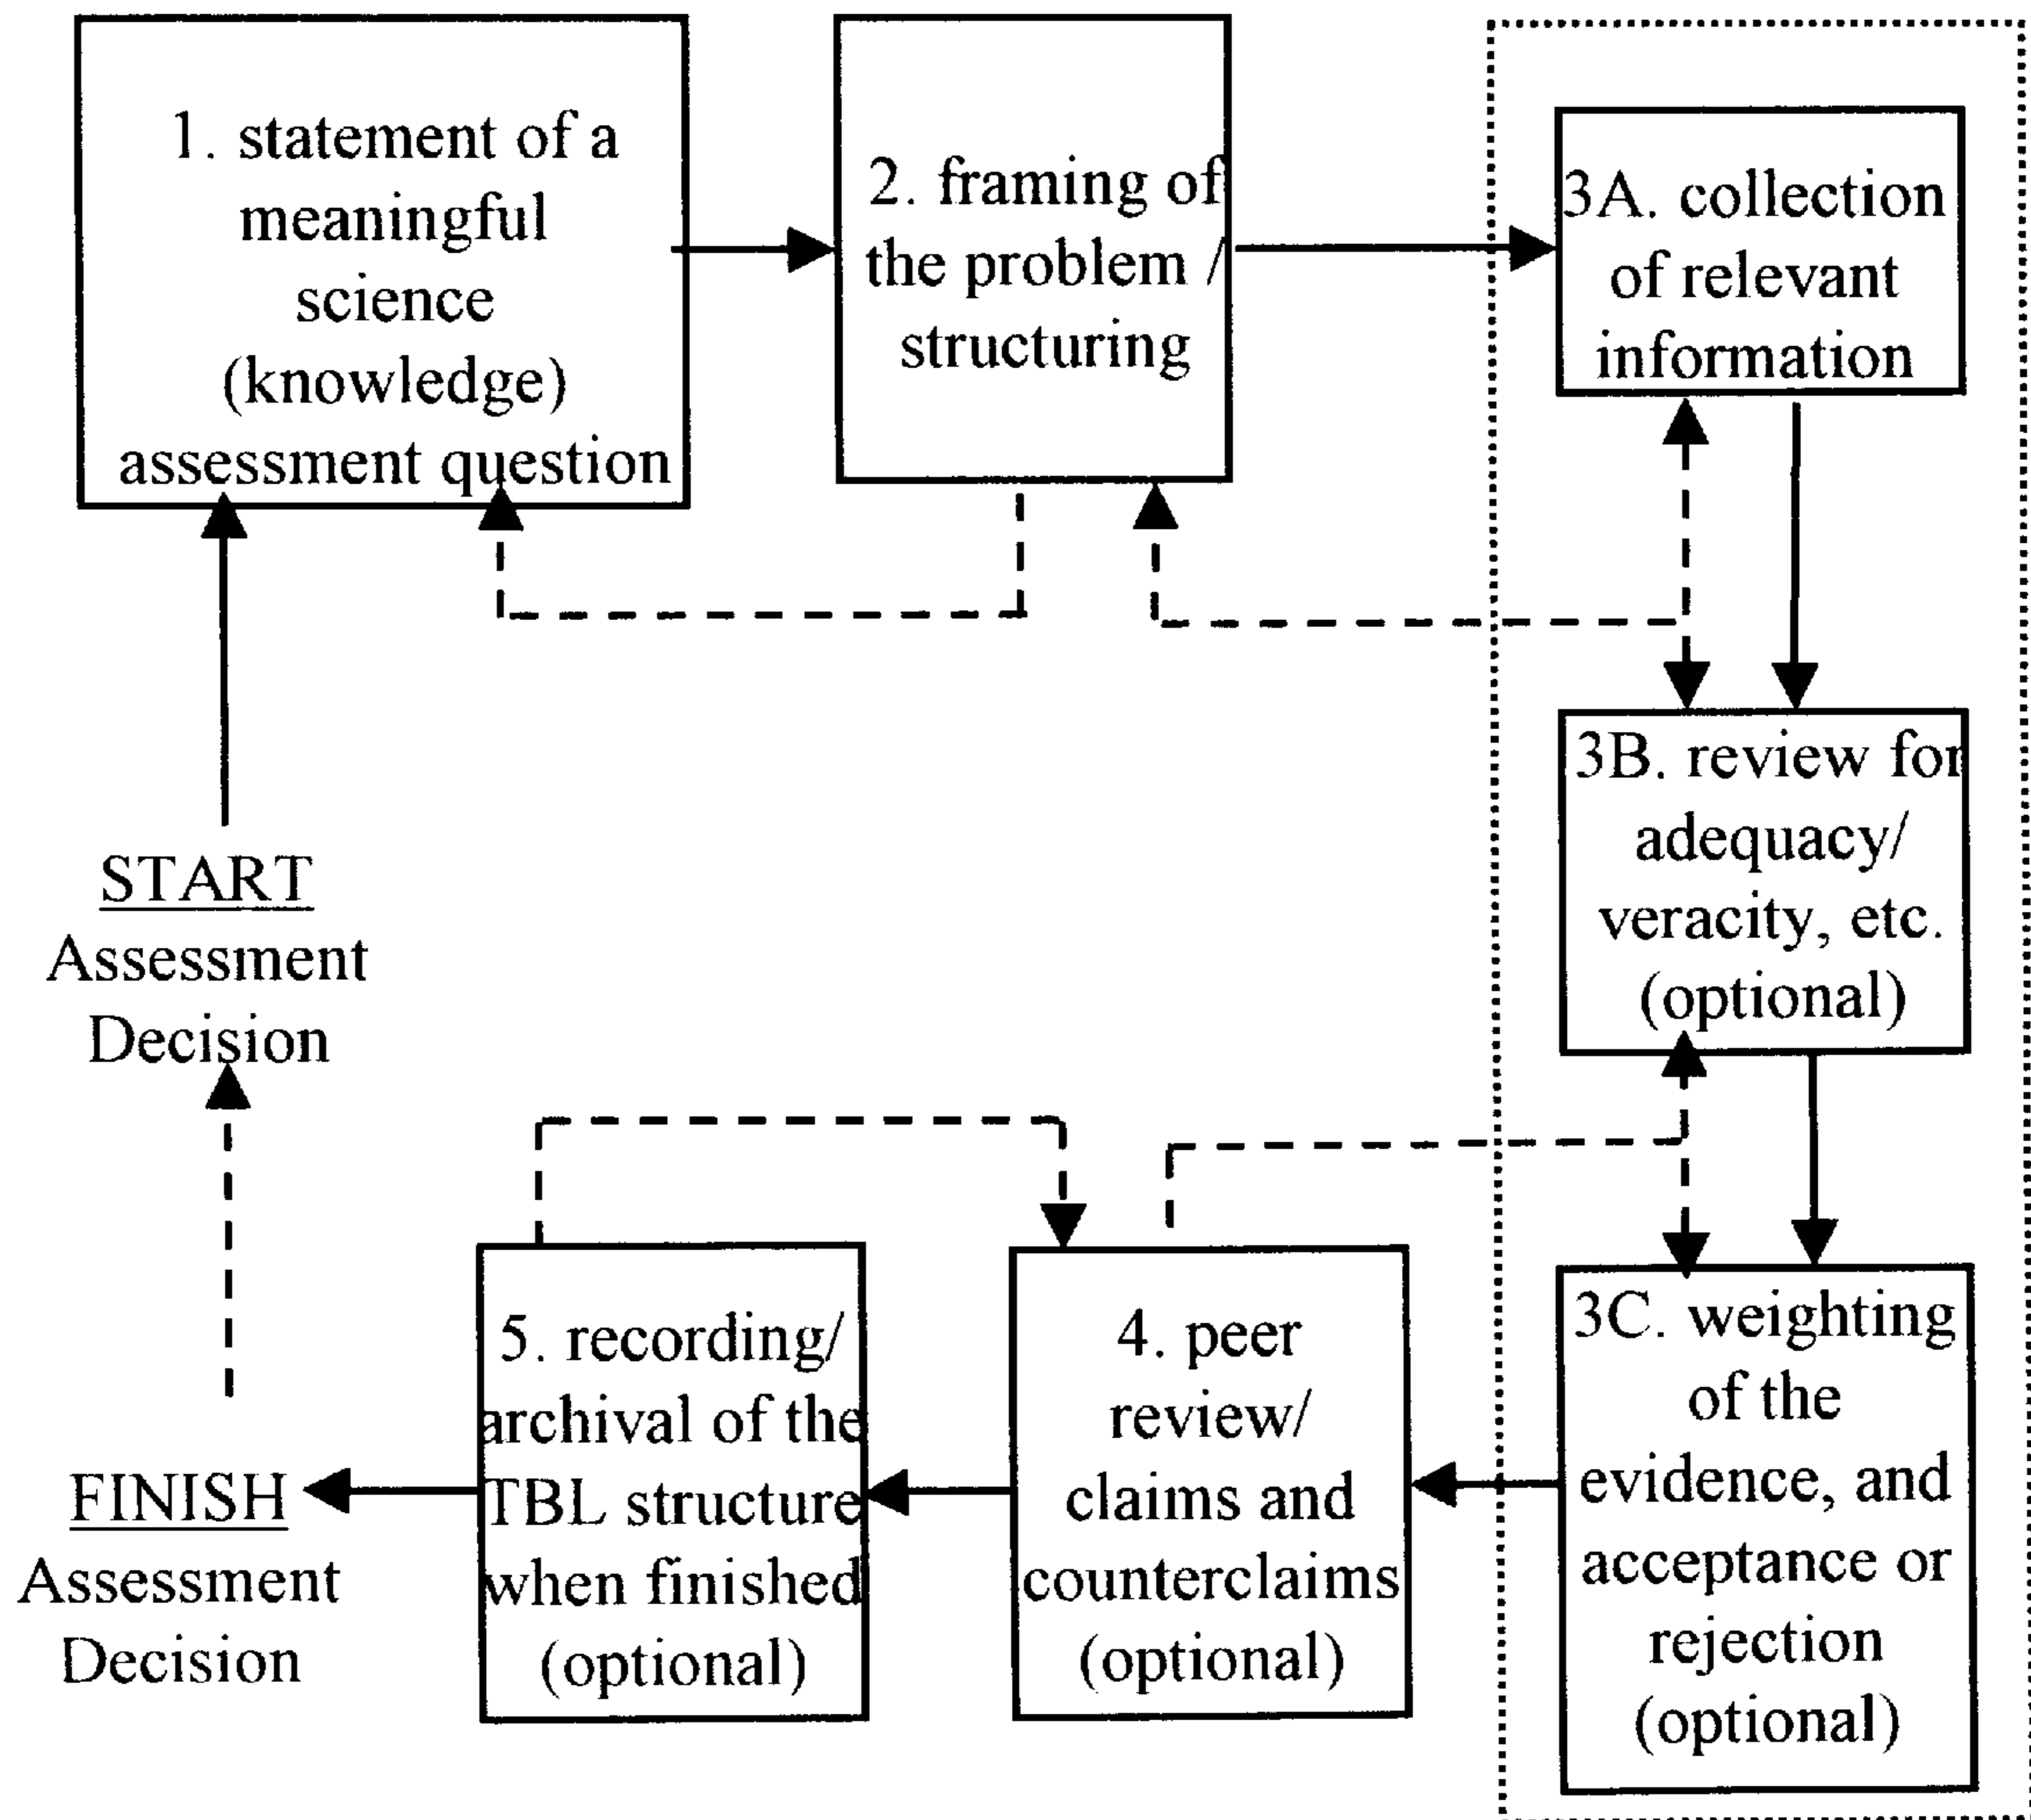 1. statement of a
meaningful
science
(knowledge)
assessment question
2. framing of
the problem /
structuring
3A. collection
of relevant
information
3B. review for
adequacy/
veracity, etc.
(optional)
3C. weighting
of the
evidence, and
acceptance or
rejection
(optional)
4. peer
review/
claims and
counterclaims
(optional)
5. recording/
archival of the
TBL structure
when finished
(optional)
START
Assessment
Decision
FINISH
Assessment
Decision